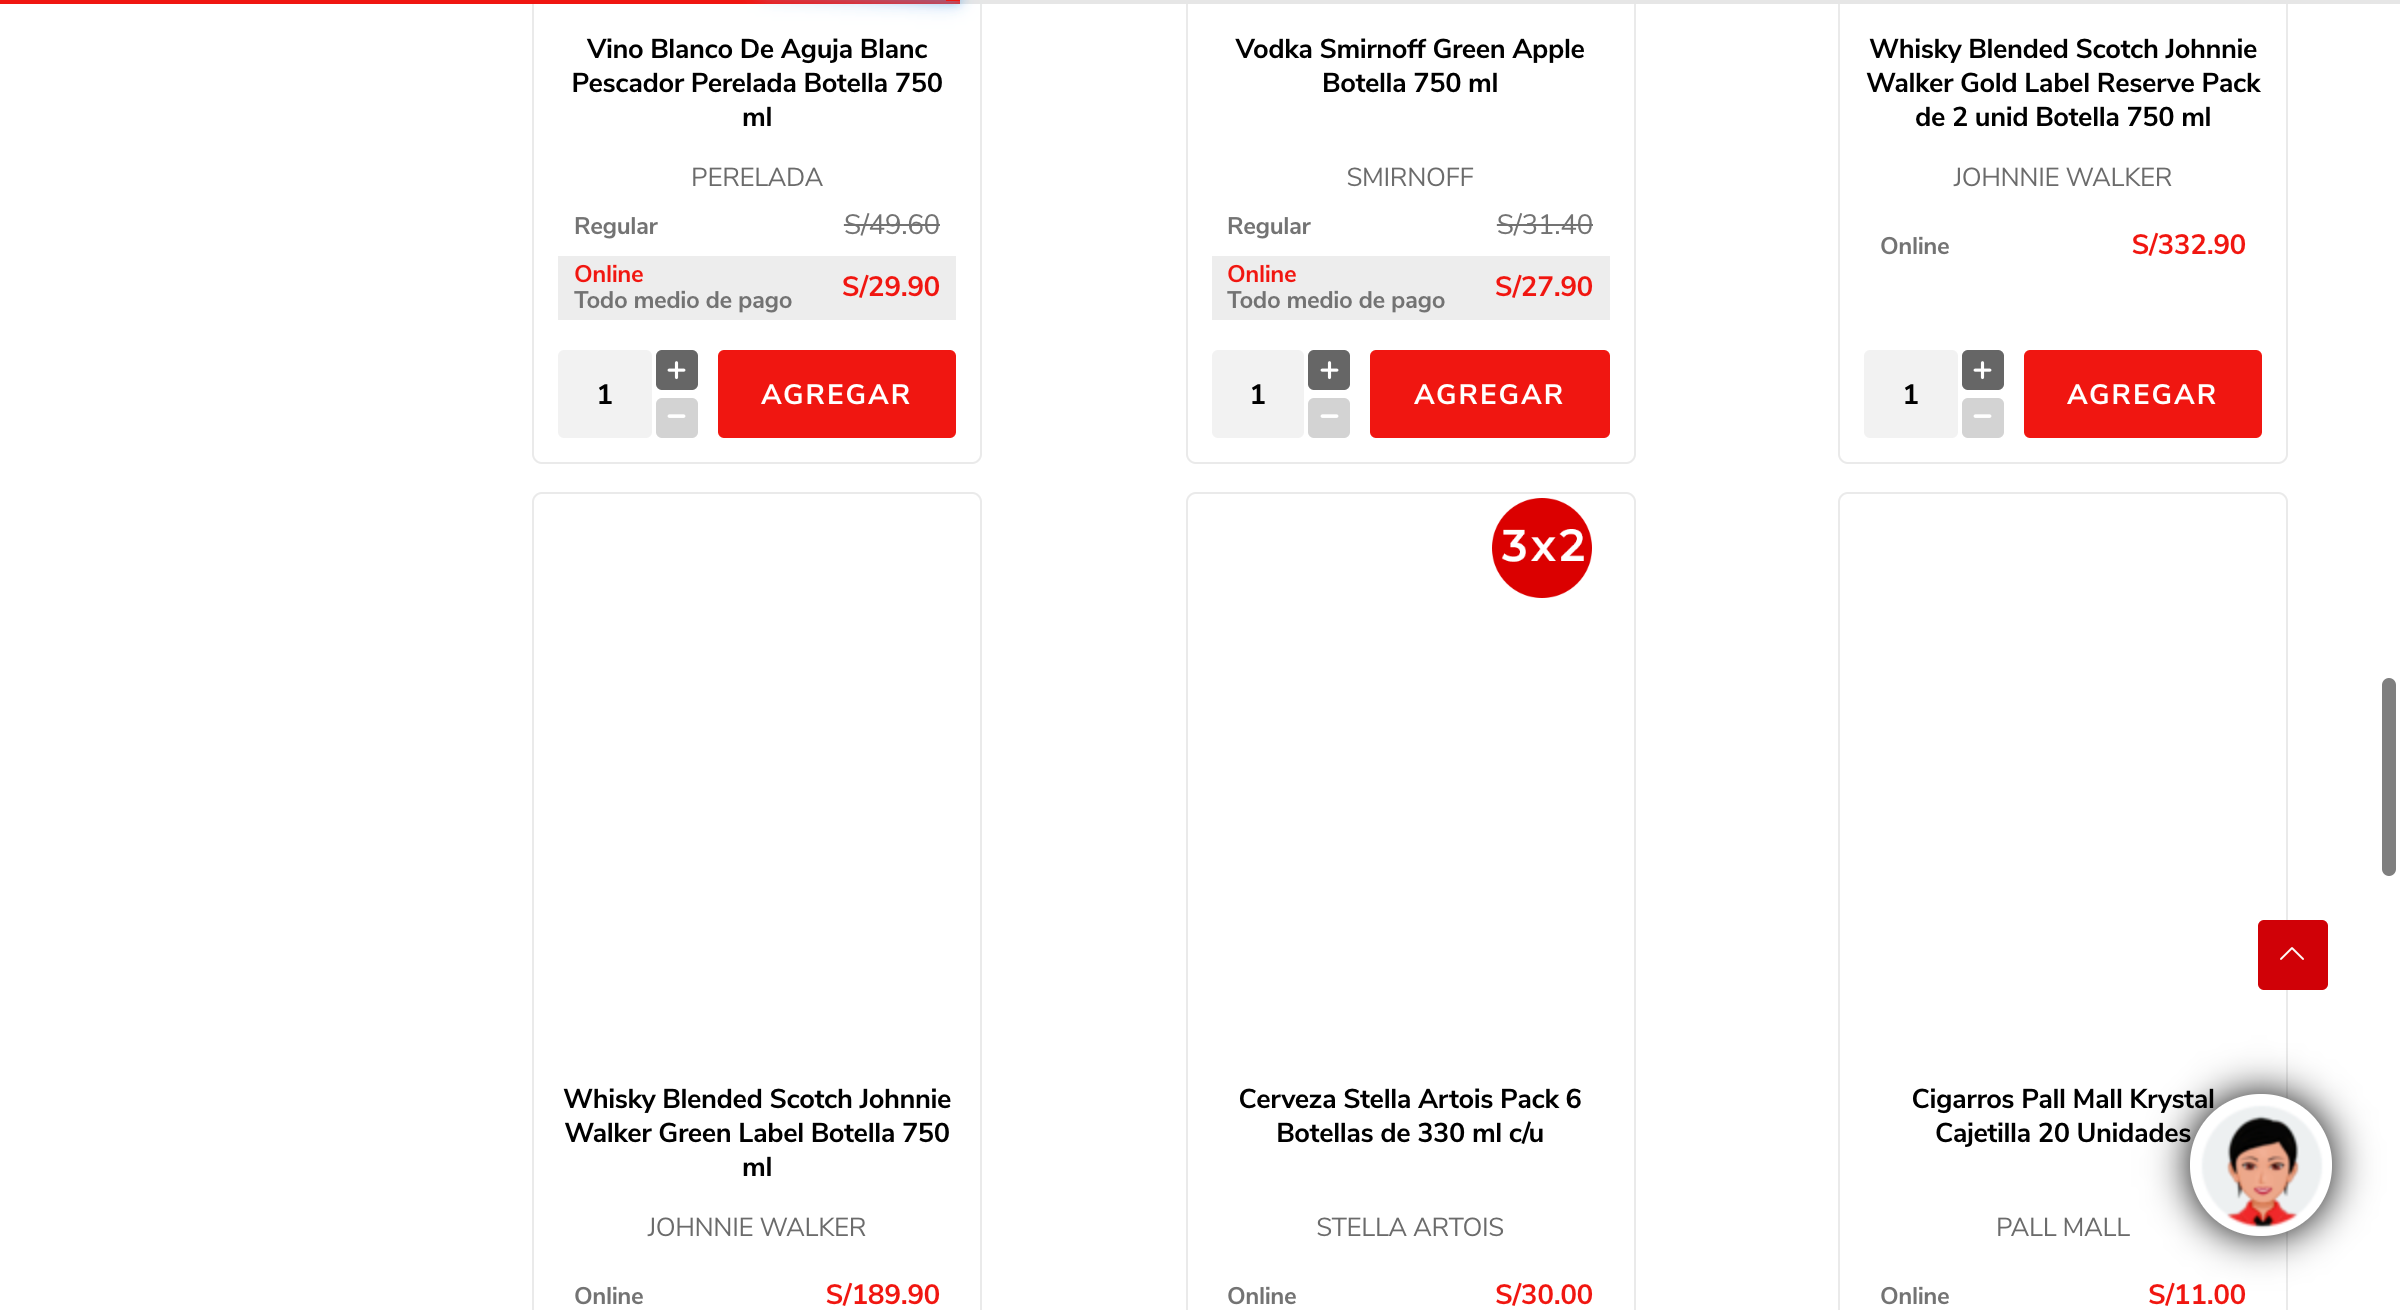 Vino Blanco De Aguja Blanc
Pescador Perelada Botella 750
ml
PERELADA
Regular S/49.60
Online
Todo medio de pago S/29.90
1 + −
AGREGAR
Vodka Smirnoff Green Apple
Botella 750 ml
SMIRNOFF
Regular S/31.40
Online
Todo medio de pago S/27.90
1 + −
AGREGAR
Whisky Blended Scotch Johnnie
Walker Gold Label Reserve Pack
de 2 unid Botella 750 ml
JOHNNIE WALKER
Online S/332.90
1 + −
AGREGAR
Whisky Blended Scotch Johnnie
Walker Green Label Botella 750
ml
JOHNNIE WALKER
Online S/189.90
3x2
Cerveza Stella Artois Pack 6
Botellas de 330 ml c/u
STELLA ARTOIS
Online S/30.00
Cigarros Pall Mall Krystal
Cajetilla 20 Unidades
PALL MALL
Online S/11.00